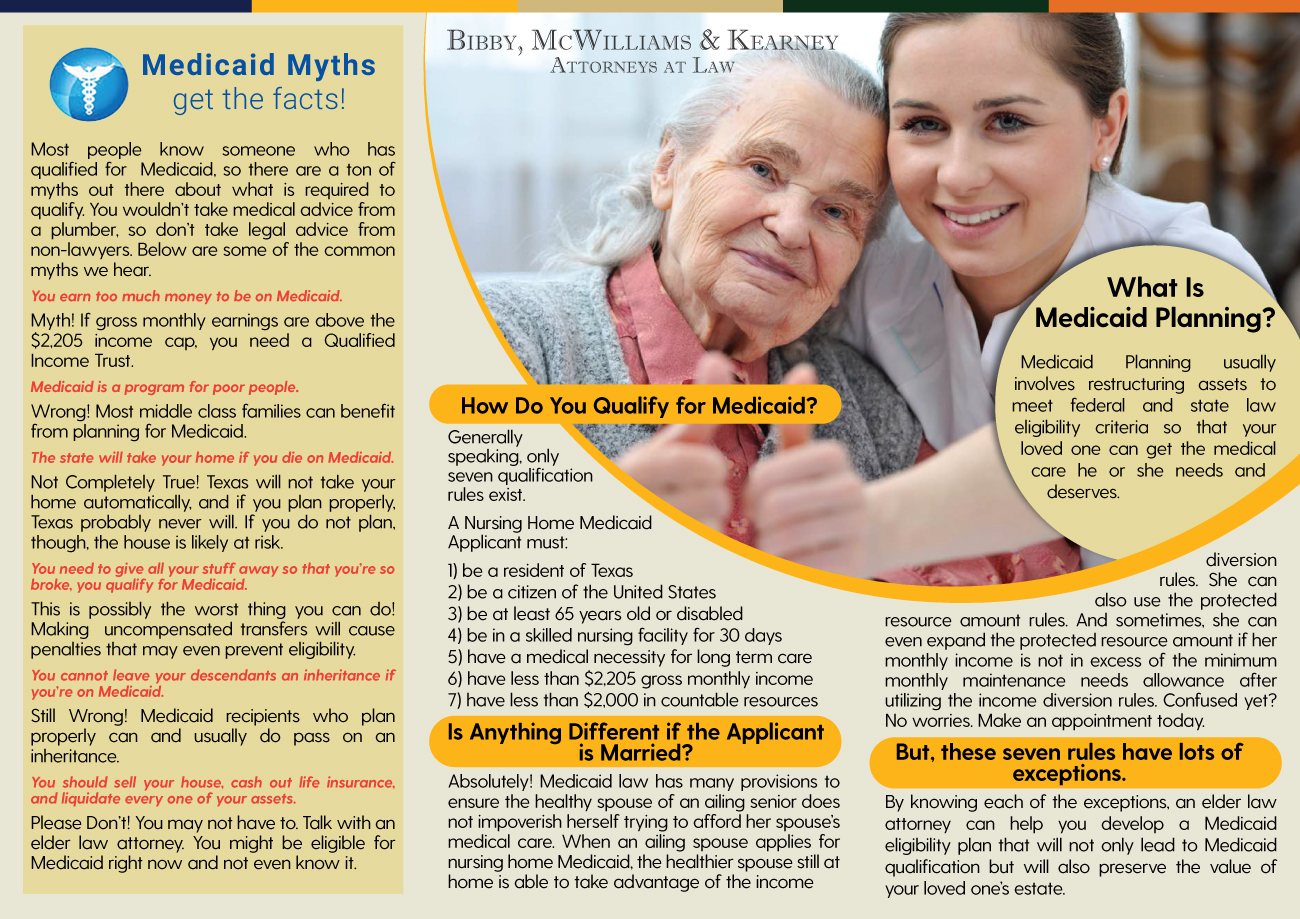 Medicaid Myths
get the facts!
Most people know someone who has
qualified for Medicaid, so there are a ton of
myths out there about what is required to
qualify. You wouldn't take medical advice from
a plumber, so don't take legal advice from
non-lawyers. Below are some of the common
myths we hear.
You earn too much money to be on Medicaid.
Myth! If gross monthly earnings are above the
$2,205 income cap, you need a Qualified
Income Trust.
Medicaid is a program for poor people.
Wrong! Most middle class families can benefit
from planning for Medicaid.
The state will take your home if you die on Medicaid.
Not Completely True! Texas will not take your
home automatically, and if you plan properly,
Texas probably never will. If you do not plan,
though, the house is likely at risk.
You need to give all your stuff away so that you're so
broke, you qualify for Medicaid.
This is possibly the worst thing you can do!
Making uncompensated transfers will cause
penalties that may even prevent eligibility.
You cannot leave your descendants an inheritance if
you're on Medicaid.
Still Wrong! Medicaid recipients who plan
properly can and usually do pass on an
inheritance.
You should sell your house, cash out life insurance,
and liquidate every one of your assets.
Please Don't! You may not have to. Talk with an
elder law attorney. You might be eligible for
Medicaid right now and not even know it.
Bibby, McWilliams & Kearney
Attorneys at Law
What Is
Medicaid Planning?
Medicaid Planning usually
involves restructuring assets to
meet federal and state law
eligibility criteria so that your
loved one can get the medical
care he or she needs and
deserves.
How Do You Qualify for Medicaid?
Generally
speaking, only
seven qualification
rules exist.
A Nursing Home Medicaid
Applicant must:
1) be a resident of Texas
2) be a citizen of the United States
3) be at least 65 years old or disabled
4) be in a skilled nursing facility for 30 days
5) have a medical necessity for long term care
6) have less than $2,205 gross monthly income
7) have less than $2,000 in countable resources
Is Anything Different if the Applicant
is Married?
Absolutely! Medicaid law has many provisions to
ensure the healthy spouse of an ailing senior does
not impoverish herself trying to afford her spouse's
medical care. When an ailing spouse applies for
nursing home Medicaid, the healthier spouse still at
home is able to take advantage of the income
diversion
rules. She can
also use the protected
resource amount rules. And sometimes, she can
even expand the protected resource amount if her
monthly income is not in excess of the minimum
monthly maintenance needs allowance after
utilizing the income diversion rules. Confused yet?
No worries. Make an appointment today.
But, these seven rules have lots of
exceptions.
By knowing each of the exceptions, an elder law
attorney can help you develop a Medicaid
eligibility plan that will not only lead to Medicaid
qualification but will also preserve the value of
your loved one's estate.